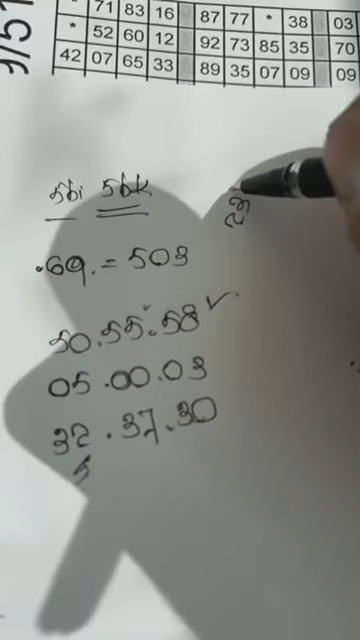 * 71 83 16 87 77 * 38 03
* 52 60 12 92 73 85 35 70
42 07 65 33 89 35 07 09 09
.69. = 503
50.55.58 ✓
05.00.03
32.37.30